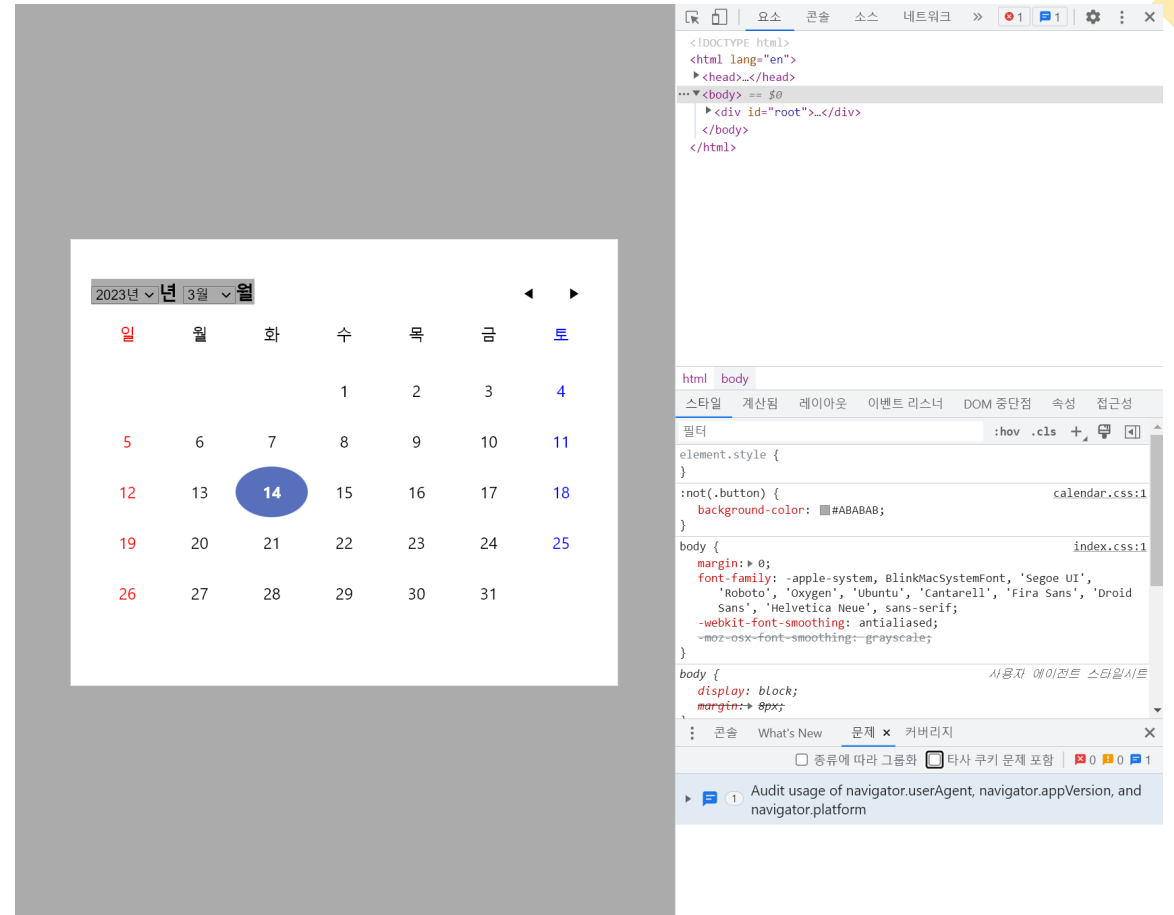 요소 콘솔 소스 네트워크 » 1 1
<!DOCTYPE html>
<html lang="en">
<head>…</head>
<body> == $0
<div id="root">…</div>
</body>
</html>
2023년 년 3월 월
일 월 화 수 목 금 토
1 2 3 4
5 6 7 8 9 10 11
12 13 14 15 16 17 18
19 20 21 22 23 24 25
26 27 28 29 30 31
html body
스타일 계산됨 레이아웃 이벤트 리스너 DOM 중단점 속성 접근성
필터 :hov .cls
element.style {
}
:not(.button) { calendar.css:1
background-color: #ABABAB;
}
body { index.css:1
margin: 0;
font-family: -apple-system, BlinkMacSystemFont, 'Segoe UI',
'Roboto', 'Oxygen', 'Ubuntu', 'Cantarell', 'Fira Sans', 'Droid
Sans', 'Helvetica Neue', sans-serif;
-webkit-font-smoothing: antialiased;
-moz-osx-font-smoothing: grayscale;
}
body { 사용자 에이전트 스타일시트
display: block;
margin: 8px;
콘솔 What's New 문제 × 커버리지
종류에 따라 그룹화 타사 쿠키 문제 포함 0 0 1
1 Audit usage of navigator.userAgent, navigator.appVersion, and
navigator.platform